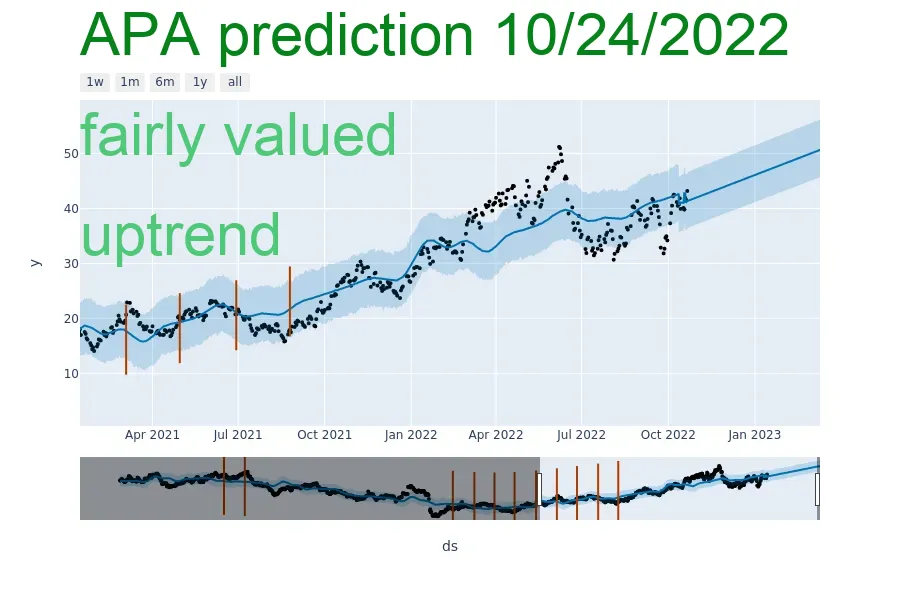 APA prediction 10/24/2022
1w 1m 6m 1y all
fairly valued
uptrend
50
40
30
20
10
y
Apr 2021 Jul 2021 Oct 2021 Jan 2022 Apr 2022 Jul 2022 Oct 2022 Jan 2023
ds